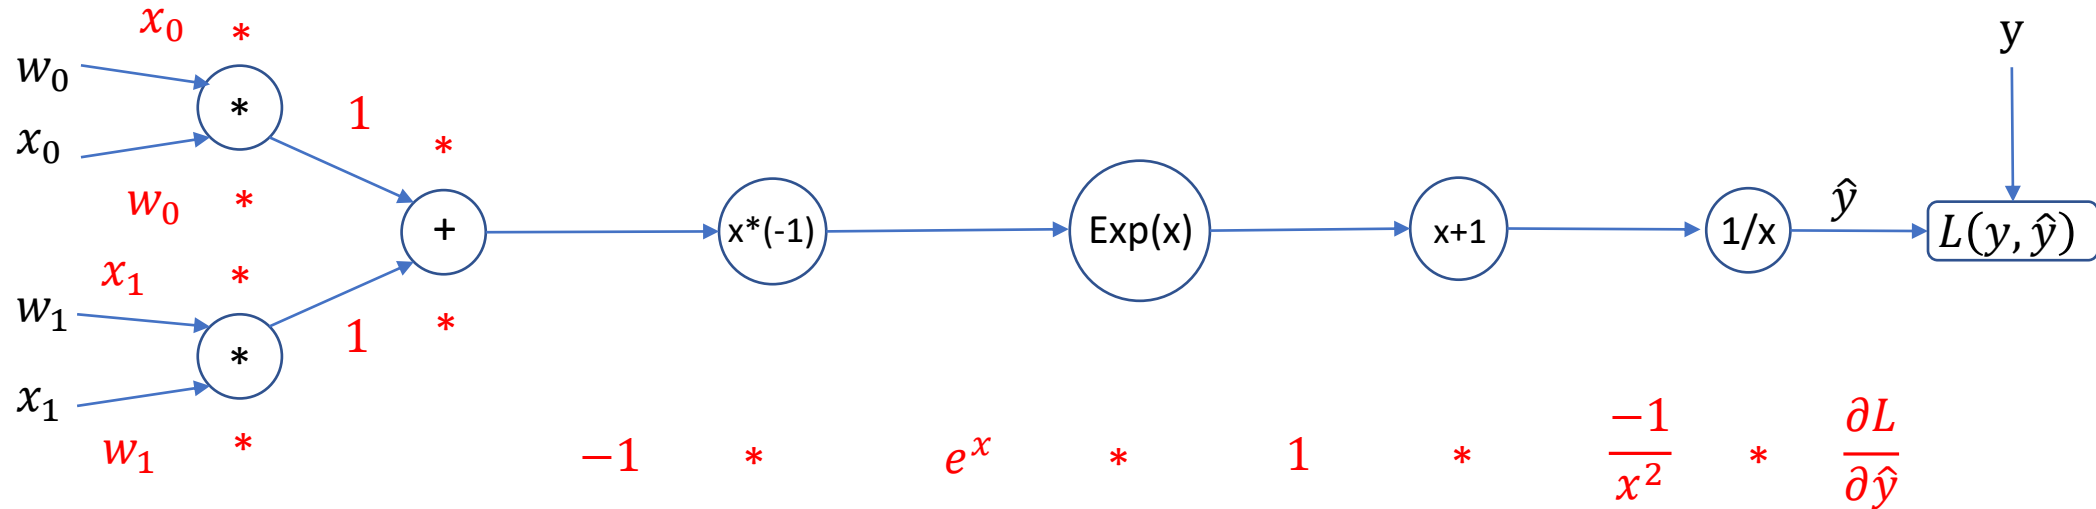 x₀ * y
w₀
* 1
x₀ *
w₀ * ŷ
+ x*(-1) Exp(x) x+1 1/x L(y, ŷ)
x₁ *
w₁ 1 *
*
x₁
w₁ * −1 * eˣ * 1 * −1/x² * ∂L/∂ŷ